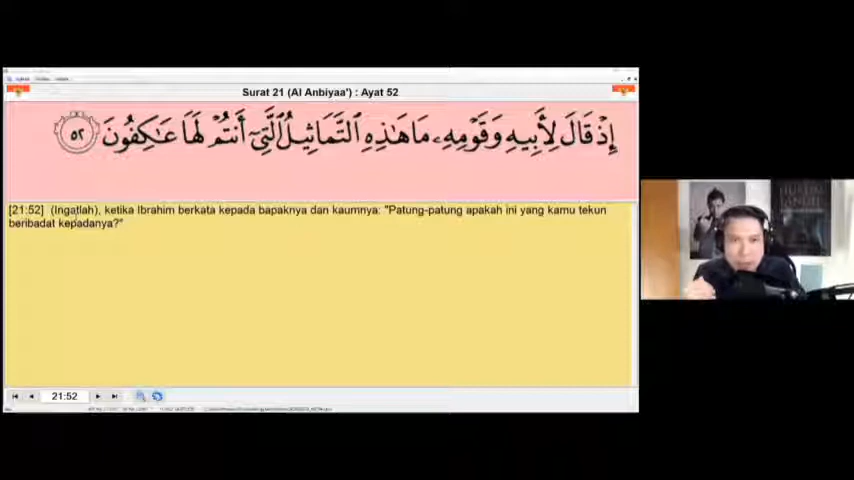 Surat 21 (Al Anbiyaa') : Ayat 52
إِذْ قَالَ لِأَبِيهِ وَقَوْمِهِۦ مَا هَـٰذِهِ ٱلتَّمَاثِيلُ ٱلَّتِىٓ أَنتُمْ لَهَا عَـٰكِفُونَ ٥٢
[21:52] (Ingatlah), ketika Ibrahim berkata kepada bapaknya dan kaumnya: "Patung-patung apakah ini yang kamu tekun
beribadat kepadanya?"
21:52